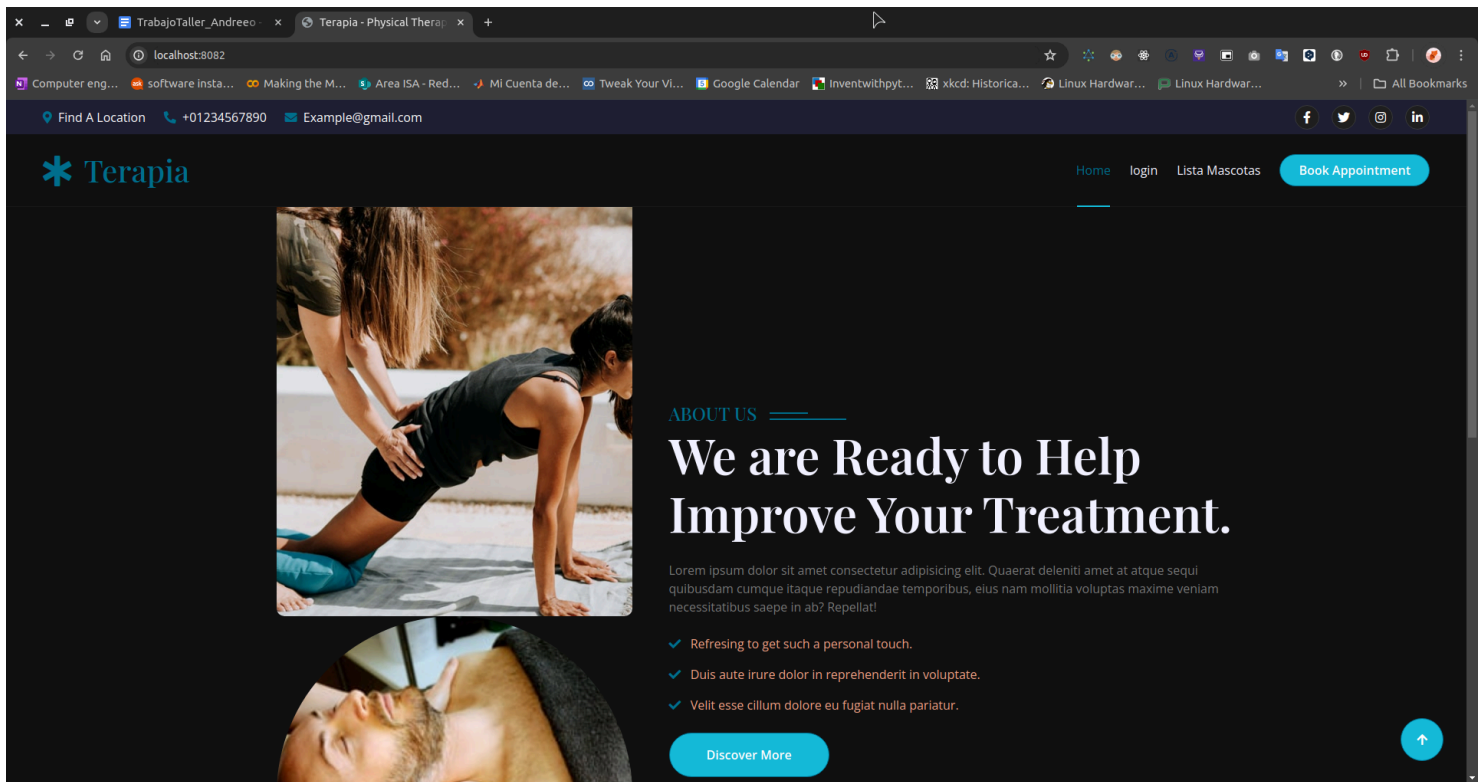 TrabajoTaller_Andreeo
Terapia - Physical Therap
localhost:8082
Computer eng...
software insta...
Making the M...
Area ISA - Red...
Mi Cuenta de...
Tweak Your Vi...
Google Calendar
Inventwithpyt...
xkcd: Historica...
Linux Hardwar...
Linux Hardwar...
»
All Bookmarks
Find A Location
+01234567890
Example@gmail.com
Terapia
Home
login
Lista Mascotas
Book Appointment
ABOUT US
We are Ready to Help
Improve Your Treatment.
Lorem ipsum dolor sit amet consectetur adipisicing elit. Quaerat deleniti amet at atque sequi
quibusdam cumque itaque repudiandae temporibus, eius nam mollitia voluptas maxime veniam
necessitatibus saepe in ab? Repellat!
Refresing to get such a personal touch.
Duis aute irure dolor in reprehenderit in voluptate.
Velit esse cillum dolore eu fugiat nulla pariatur.
Discover More